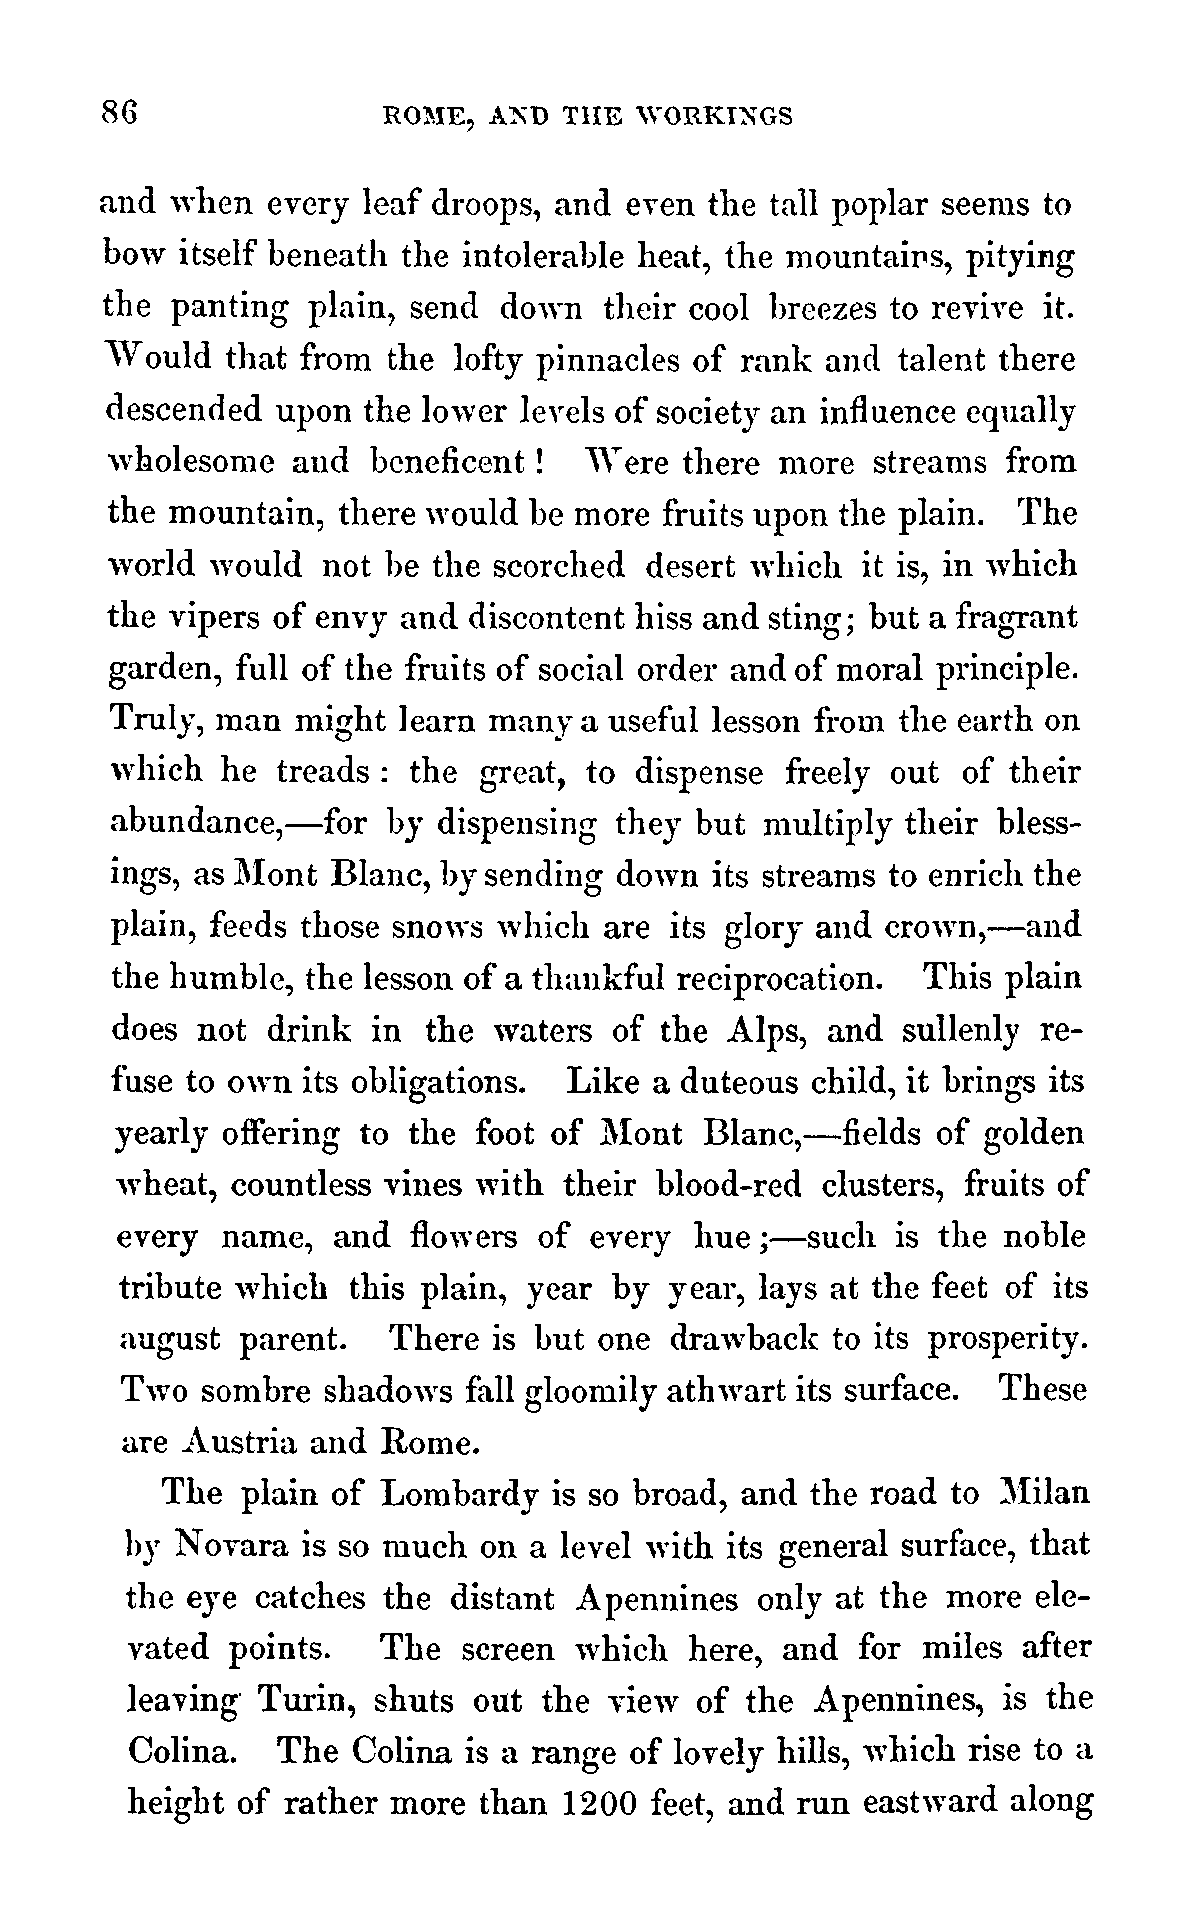 86 ROME, AND THE WORKINGS
and when every leaf droops, and even the tall poplar seems to
bow itself beneath the intolerable heat, the mountains, pitying
the panting plain, send down their cool breezes to revive it.
Would that from the lofty pinnacles of rank and talent there
descended upon the lower levels of society an influence equally
wholesome and beneficent! Were there more streams from
the mountain, there would be more fruits upon the plain. The
world would not be the scorched desert which it is, in which
the vipers of envy and discontent hiss and sting; but a fragrant
garden, full of the fruits of social order and of moral principle.
Truly, man might learn many a useful lesson from the earth on
which he treads: the great, to dispense freely out of their
abundance,—for by dispensing they but multiply their bless-
ings, as Mont Blanc, by sending down its streams to enrich the
plain, feeds those snows which are its glory and crown,—and
the humble, the lesson of a thankful reciprocation. This plain
does not drink in the waters of the Alps, and sullenly re-
fuse to own its obligations. Like a duteous child, it brings its
yearly offering to the foot of Mont Blanc,—fields of golden
wheat, countless vines with their blood-red clusters, fruits of
every name, and flowers of every hue;—such is the noble
tribute which this plain, year by year, lays at the feet of its
august parent. There is but one drawback to its prosperity.
Two sombre shadows fall gloomily athwart its surface. These
are Austria and Rome.
The plain of Lombardy is so broad, and the road to Milan
by Novara is so much on a level with its general surface, that
the eye catches the distant Apennines only at the more ele-
vated points. The screen which here, and for miles after
leaving Turin, shuts out the view of the Apennines, is the
Colina. The Colina is a range of lovely hills, which rise to a
height of rather more than 1200 feet, and run eastward along